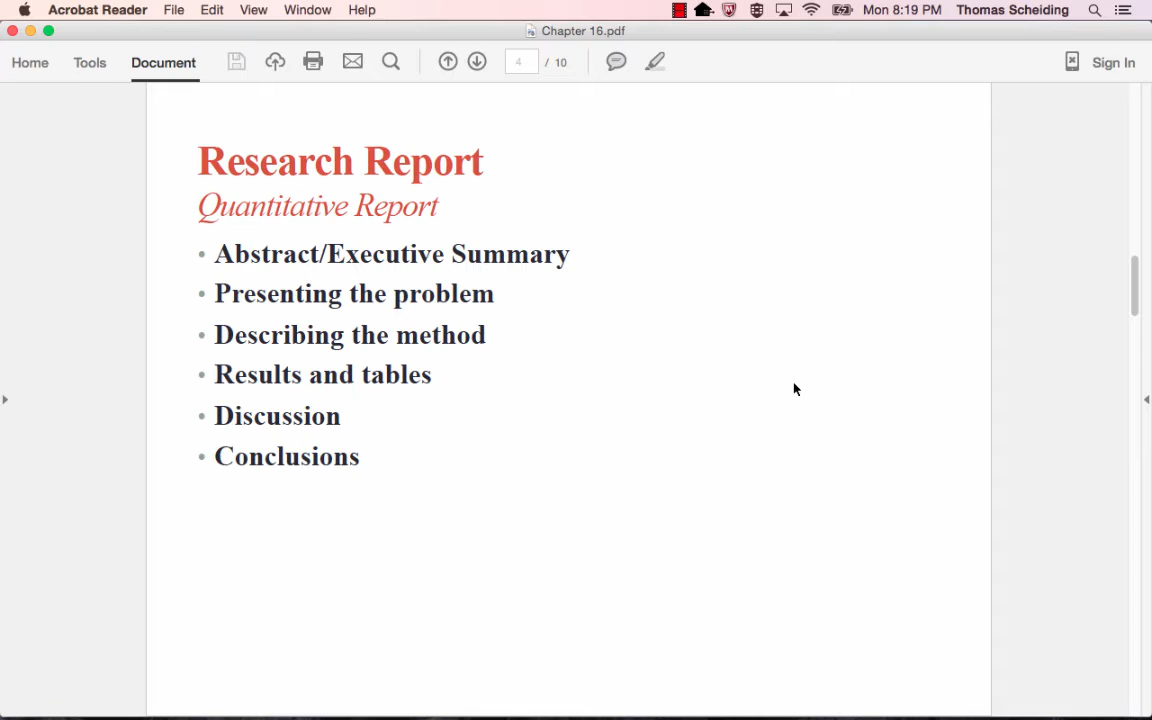 Acrobat Reader File Edit View Window Help Mon 8:19 PM Thomas Scheiding
Chapter 16.pdf
Home Tools Document 4 / 10 Sign In
Research Report
Quantitative Report
• Abstract/Executive Summary
• Presenting the problem
• Describing the method
• Results and tables
• Discussion
• Conclusions